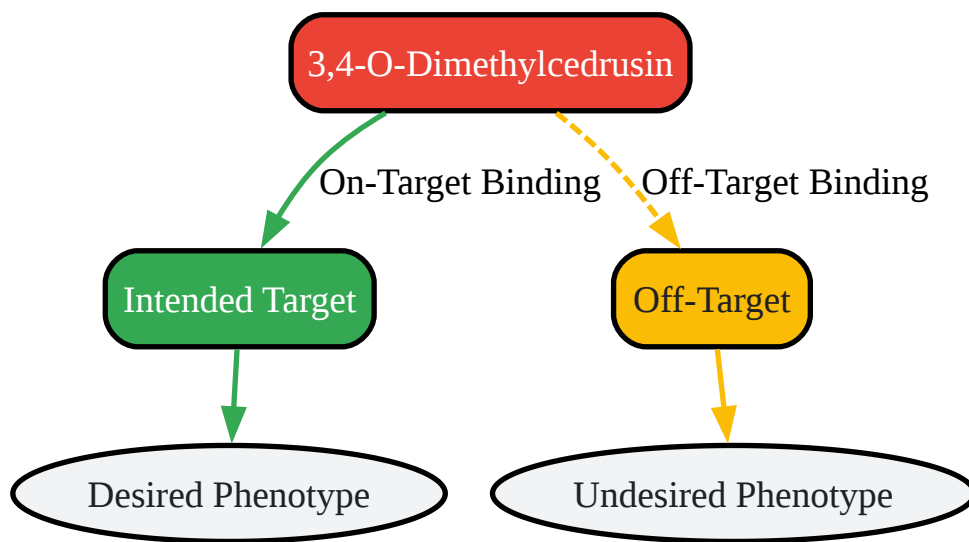 3,4-O-Dimethylcedrusin
On-Target Binding
Off-Target Binding
Intended Target
Off-Target
Desired Phenotype
Undesired Phenotype